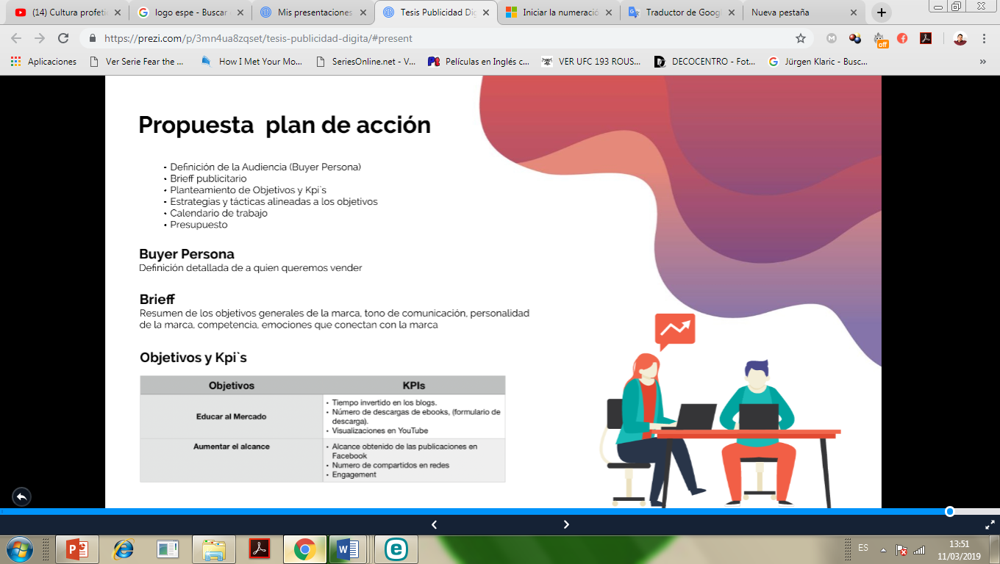 (14) Cultura profeti
logo espe - Buscar
Mis presentaciones
Tesis Publicidad Dig
Iniciar la numeració
Traductor de Googl
Nueva pestaña
https://prezi.com/p/3mn4ua8zqset/tesis-publicidad-digita/#present
off
Aplicaciones
Ver Serie Fear the ...
How I Met Your Mo...
SeriesOnline.net - V...
Películas en Inglés c...
VER UFC 193 ROUS...
DECOCENTRO - Fot...
Jürgen Klaric - Busc...
»
Propuesta plan de acción
• Definición de la Audiencia (Buyer Persona)
• Brieff publicitario
• Planteamiento de Objetivos y Kpi`s
• Estrategias y tácticas alineadas a los objetivos
• Calendario de trabajo
• Presupuesto
Buyer Persona
Definición detallada de a quien queremos vender
Brieff
Resumen de los objetivos generales de la marca, tono de comunicación, personalidad
de la marca, competencia, emociones que conectan con la marca
Objetivos y Kpi`s
Objetivos KPIs
Educar al Mercado
• Tiempo invertido en los blogs.
• Número de descargas de ebooks, (formulario de
descarga).
• Visualizaciones en YouTube
Aumentar el alcance
• Alcance obtenido de las publicaciones en
Facebook
• Numero de compartidos en redes
• Engagement
ES
13:51
11/03/2019